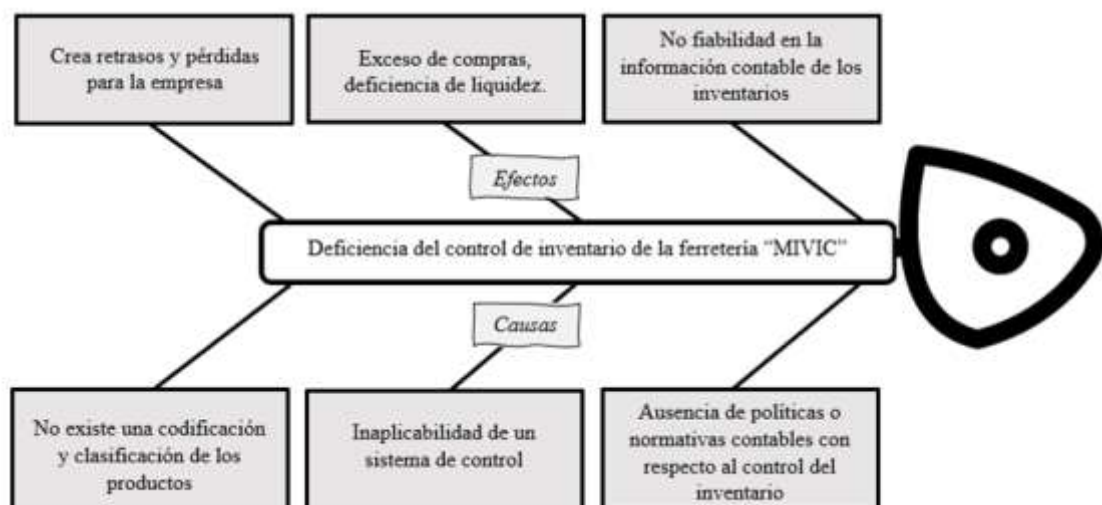 Crea retrasos y pérdidas
para la empresa
Exceso de compras,
deficiencia de liquidez.
No fiabilidad en la
información contable de los
inventarios
Efectos
Deficiencia del control de inventario de la ferretería “MIVIC”
Causas
No existe una codificación
y clasificación de los
productos
Inaplicabilidad de un
sistema de control
Ausencia de políticas o
normativas contables con
respecto al control del
inventario